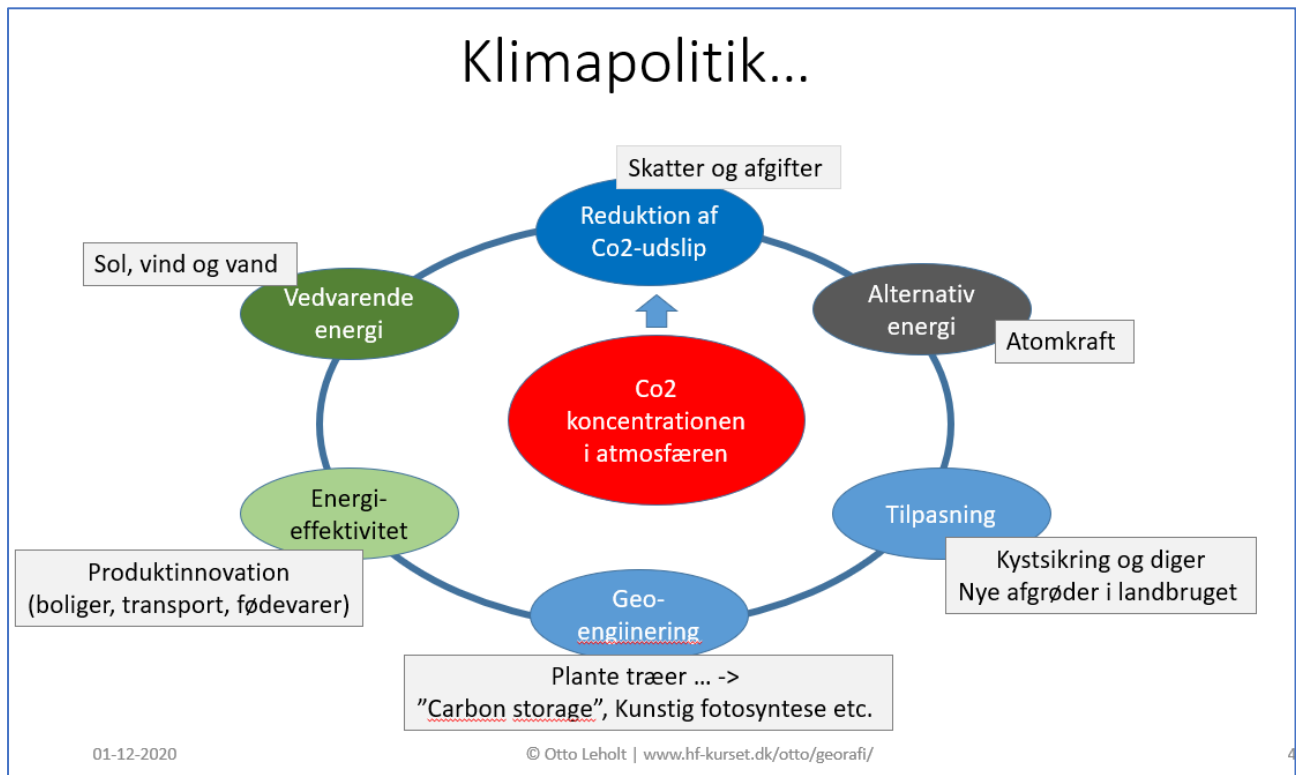 Klimapolitik...
Skatter og afgifter
Reduktion af
Co2-udslip
Sol, vind og vand
Vedvarende
energi
Alternativ
energi
Atomkraft
Co2
koncentrationen
i atmosfæren
Energi-
effektivitet
Produktinnovation
(boliger, transport, fødevarer)
Tilpasning
Kystsikring og diger
Nye afgrøder i landbruget
Geo-
engiinering
Plante træer ... ->
”Carbon storage”, Kunstig fotosyntese etc.
01-12-2020
© Otto Leholt | www.hf-kurset.dk/otto/georafi/
4